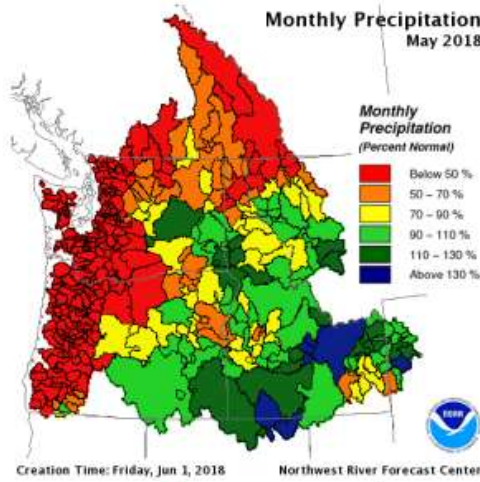 Monthly Precipitation
May 2018
Monthly
Precipitation
(Percent Normal)
Below 50 %
50 - 70 %
70 - 90 %
90 - 110 %
110 - 130 %
Above 130 %
Creation Time: Friday, Jun 1, 2018
Northwest River Forecast Center